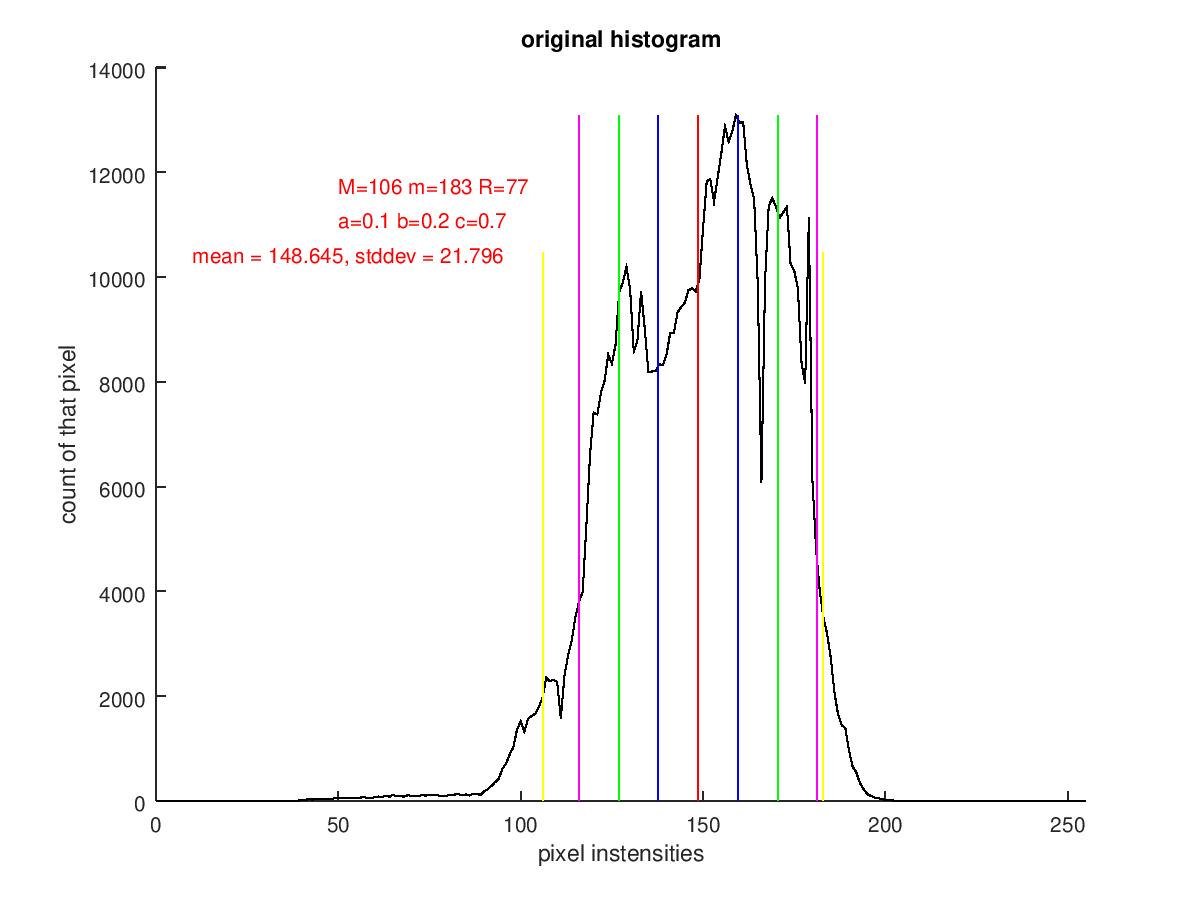 original histogram
14000
12000
10000
8000
6000
4000
2000
0
count of that pixel
M=106 m=183 R=77
a=0.1 b=0.2 c=0.7
mean = 148.645, stddev = 21.796
0 50 100 150 200 250
pixel instensities